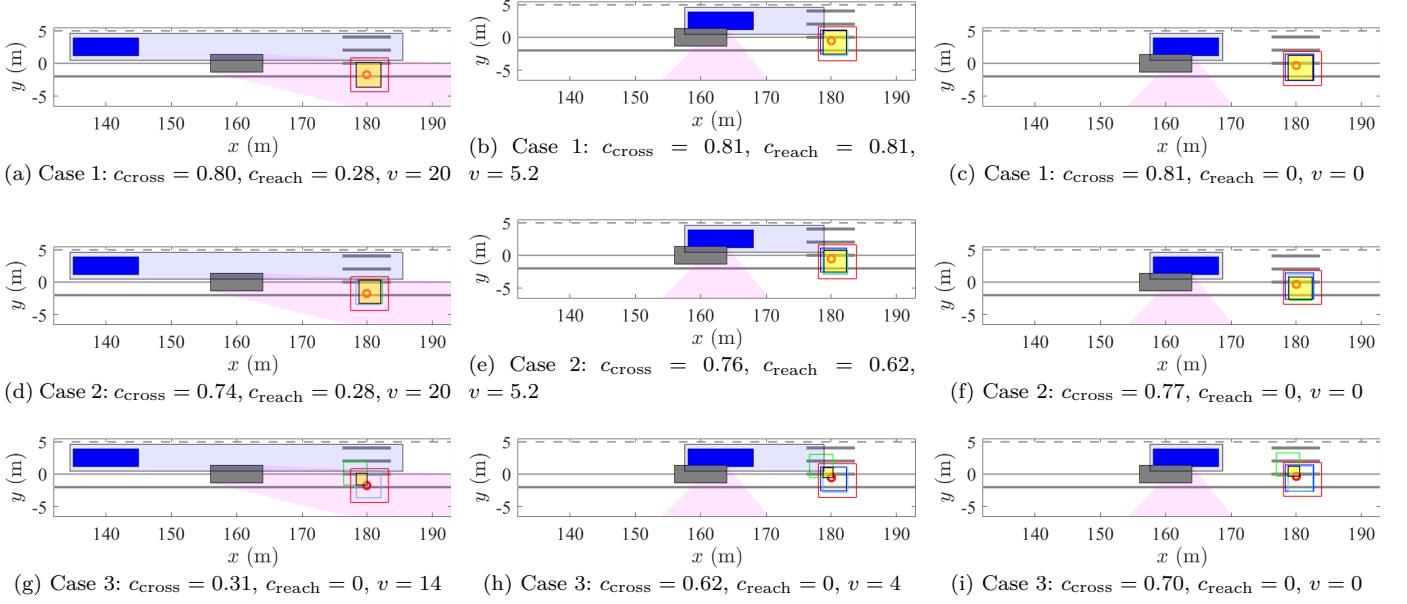 y (m)
5
0
-5
140
150
160
170
180
190
x (m)
(a) Case 1: c_cross = 0.80, c_reach = 0.28, v = 20
y (m)
5
0
-5
140
150
160
170
180
190
x (m)
(b) Case 1: c_cross = 0.81, c_reach = 0.81,
v = 5.2
y (m)
5
0
-5
140
150
160
170
180
190
x (m)
(c) Case 1: c_cross = 0.81, c_reach = 0, v = 0
y (m)
5
0
-5
140
150
160
170
180
190
x (m)
(d) Case 2: c_cross = 0.74, c_reach = 0.28, v = 20
y (m)
5
0
-5
140
150
160
170
180
190
x (m)
(e) Case 2: c_cross = 0.76, c_reach = 0.62,
v = 5.2
y (m)
5
0
-5
140
150
160
170
180
190
x (m)
(f) Case 2: c_cross = 0.77, c_reach = 0, v = 0
y (m)
5
0
-5
140
150
160
170
180
190
x (m)
(g) Case 3: c_cross = 0.31, c_reach = 0, v = 14
y (m)
5
0
-5
140
150
160
170
180
190
x (m)
(h) Case 3: c_cross = 0.62, c_reach = 0, v = 4
y (m)
5
0
-5
140
150
160
170
180
190
x (m)
(i) Case 3: c_cross = 0.70, c_reach = 0, v = 0